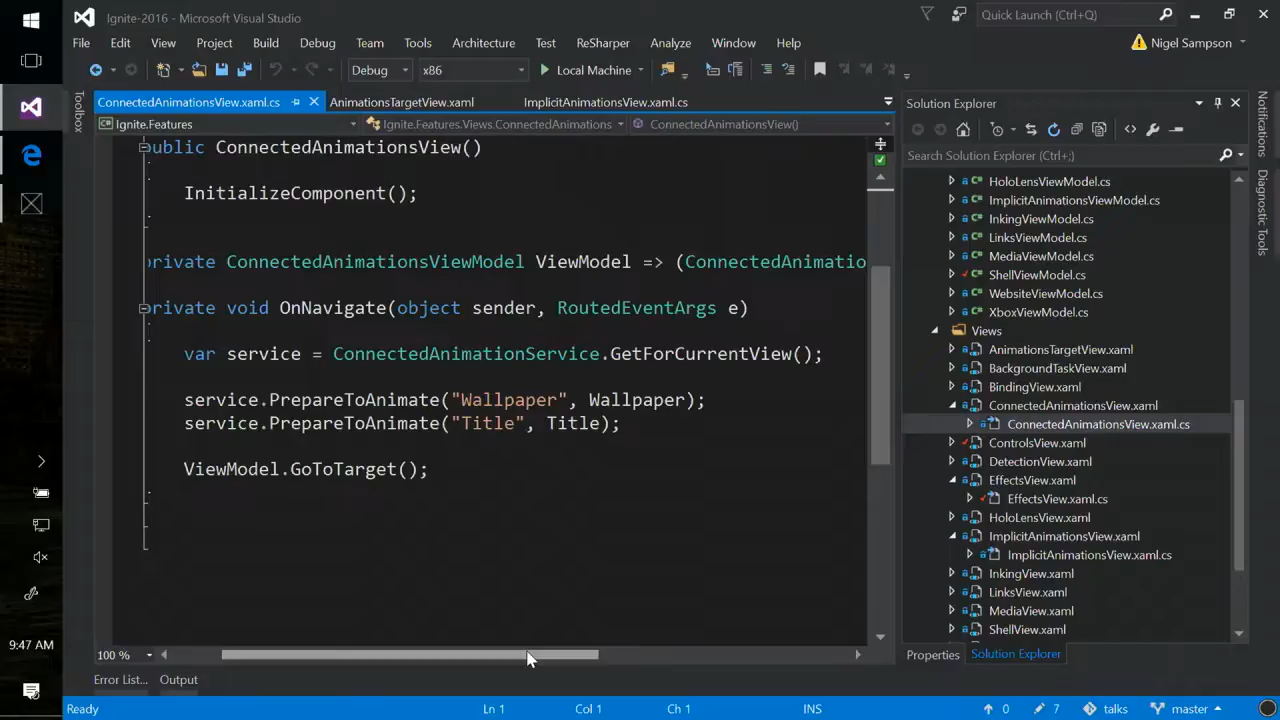 Ignite-2016 - Microsoft Visual Studio
Quick Launch (Ctrl+Q)
File Edit View Project Build Debug Team Tools Architecture Test ReSharper Analyze Window Help
Nigel Sampson
Debug x86 Local Machine
Toolbox
ConnectedAnimationsView.xaml.cs AnimationsTargetView.xaml ImplicitAnimationsView.xaml.cs
Ignite.Features Ignite.Features.Views.ConnectedAnimations ConnectedAnimationsView()
public ConnectedAnimationsView()
InitializeComponent();
private ConnectedAnimationsViewModel ViewModel => (ConnectedAnimatio
private void OnNavigate(object sender, RoutedEventArgs e)
var service = ConnectedAnimationService.GetForCurrentView();
service.PrepareToAnimate("Wallpaper", Wallpaper);
service.PrepareToAnimate("Title", Title);
ViewModel.GoToTarget();
100 %
Error List... Output
Solution Explorer
Search Solution Explorer (Ctrl+;)
HoloLensViewModel.cs
ImplicitAnimationsViewModel.cs
InkingViewModel.cs
LinksViewModel.cs
MediaViewModel.cs
ShellViewModel.cs
WebsiteViewModel.cs
XboxViewModel.cs
Views
AnimationsTargetView.xaml
BackgroundTaskView.xaml
BindingView.xaml
ConnectedAnimationsView.xaml
ConnectedAnimationsView.xaml.cs
ControlsView.xaml
DetectionView.xaml
EffectsView.xaml
EffectsView.xaml.cs
HoloLensView.xaml
ImplicitAnimationsView.xaml
ImplicitAnimationsView.xaml.cs
InkingView.xaml
LinksView.xaml
MediaView.xaml
ShellView.xaml
Properties Solution Explorer
Notifications
Diagnostic Tools
9:47 AM
Ready Ln 1 Col 1 Ch 1 INS 0 7 talks master